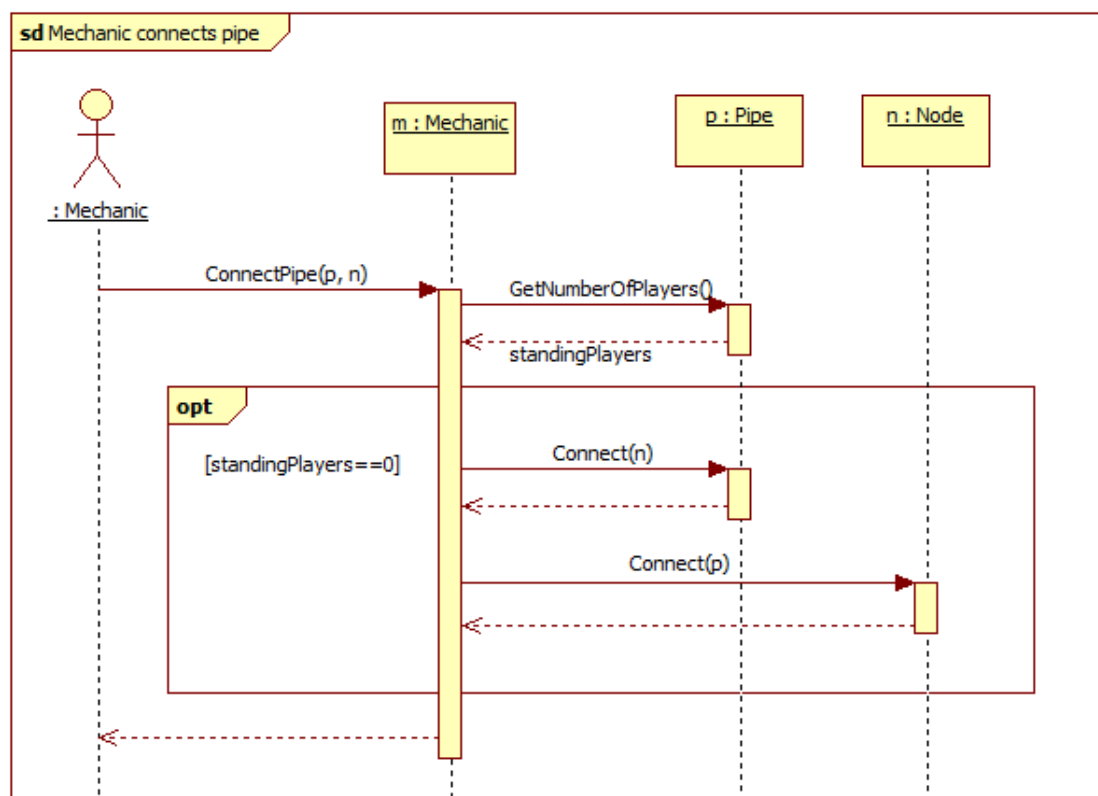 sd Mechanic connects pipe
: Mechanic
m : Mechanic
p : Pipe
n : Node
ConnectPipe(p, n)
GetNumberOfPlayers()
standingPlayers
opt
[standingPlayers==0]
Connect(n)
Connect(p)